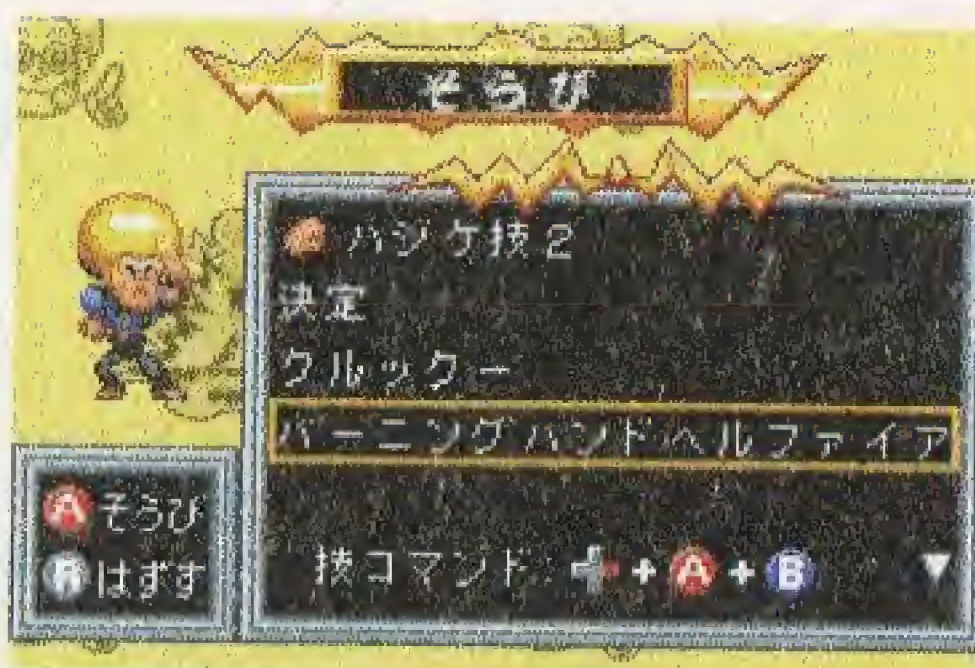 そうび
ハジケ技2
決定
クルックー
バーニングハンドヘルファイア
Aそうび
Rはずす
技コマンド + A + B